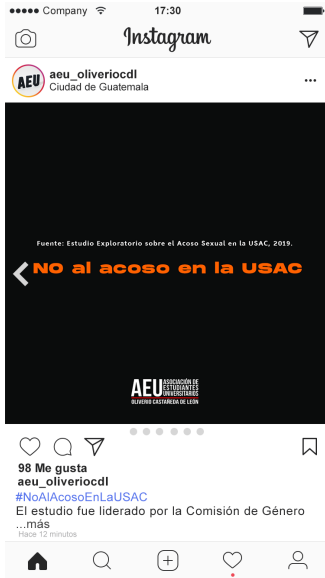 Company 17:30
Instagram
AEU aeu_oliveriocdl
Ciudad de Guatemala
Fuente: Estudio Exploratorio sobre el Acoso Sexual en la USAC, 2019.
NO al acoso en la USAC
AEU ASOCIACIÓN DE
ESTUDIANTES
UNIVERSITARIOS
OLIVERIO CASTAÑEDA DE LEÓN
98 Me gusta
aeu_oliveriocdl
#NoAlAcosoEnLaUSAC
El estudio fue liderado por la Comisión de Género
...más
Hace 12 minutos